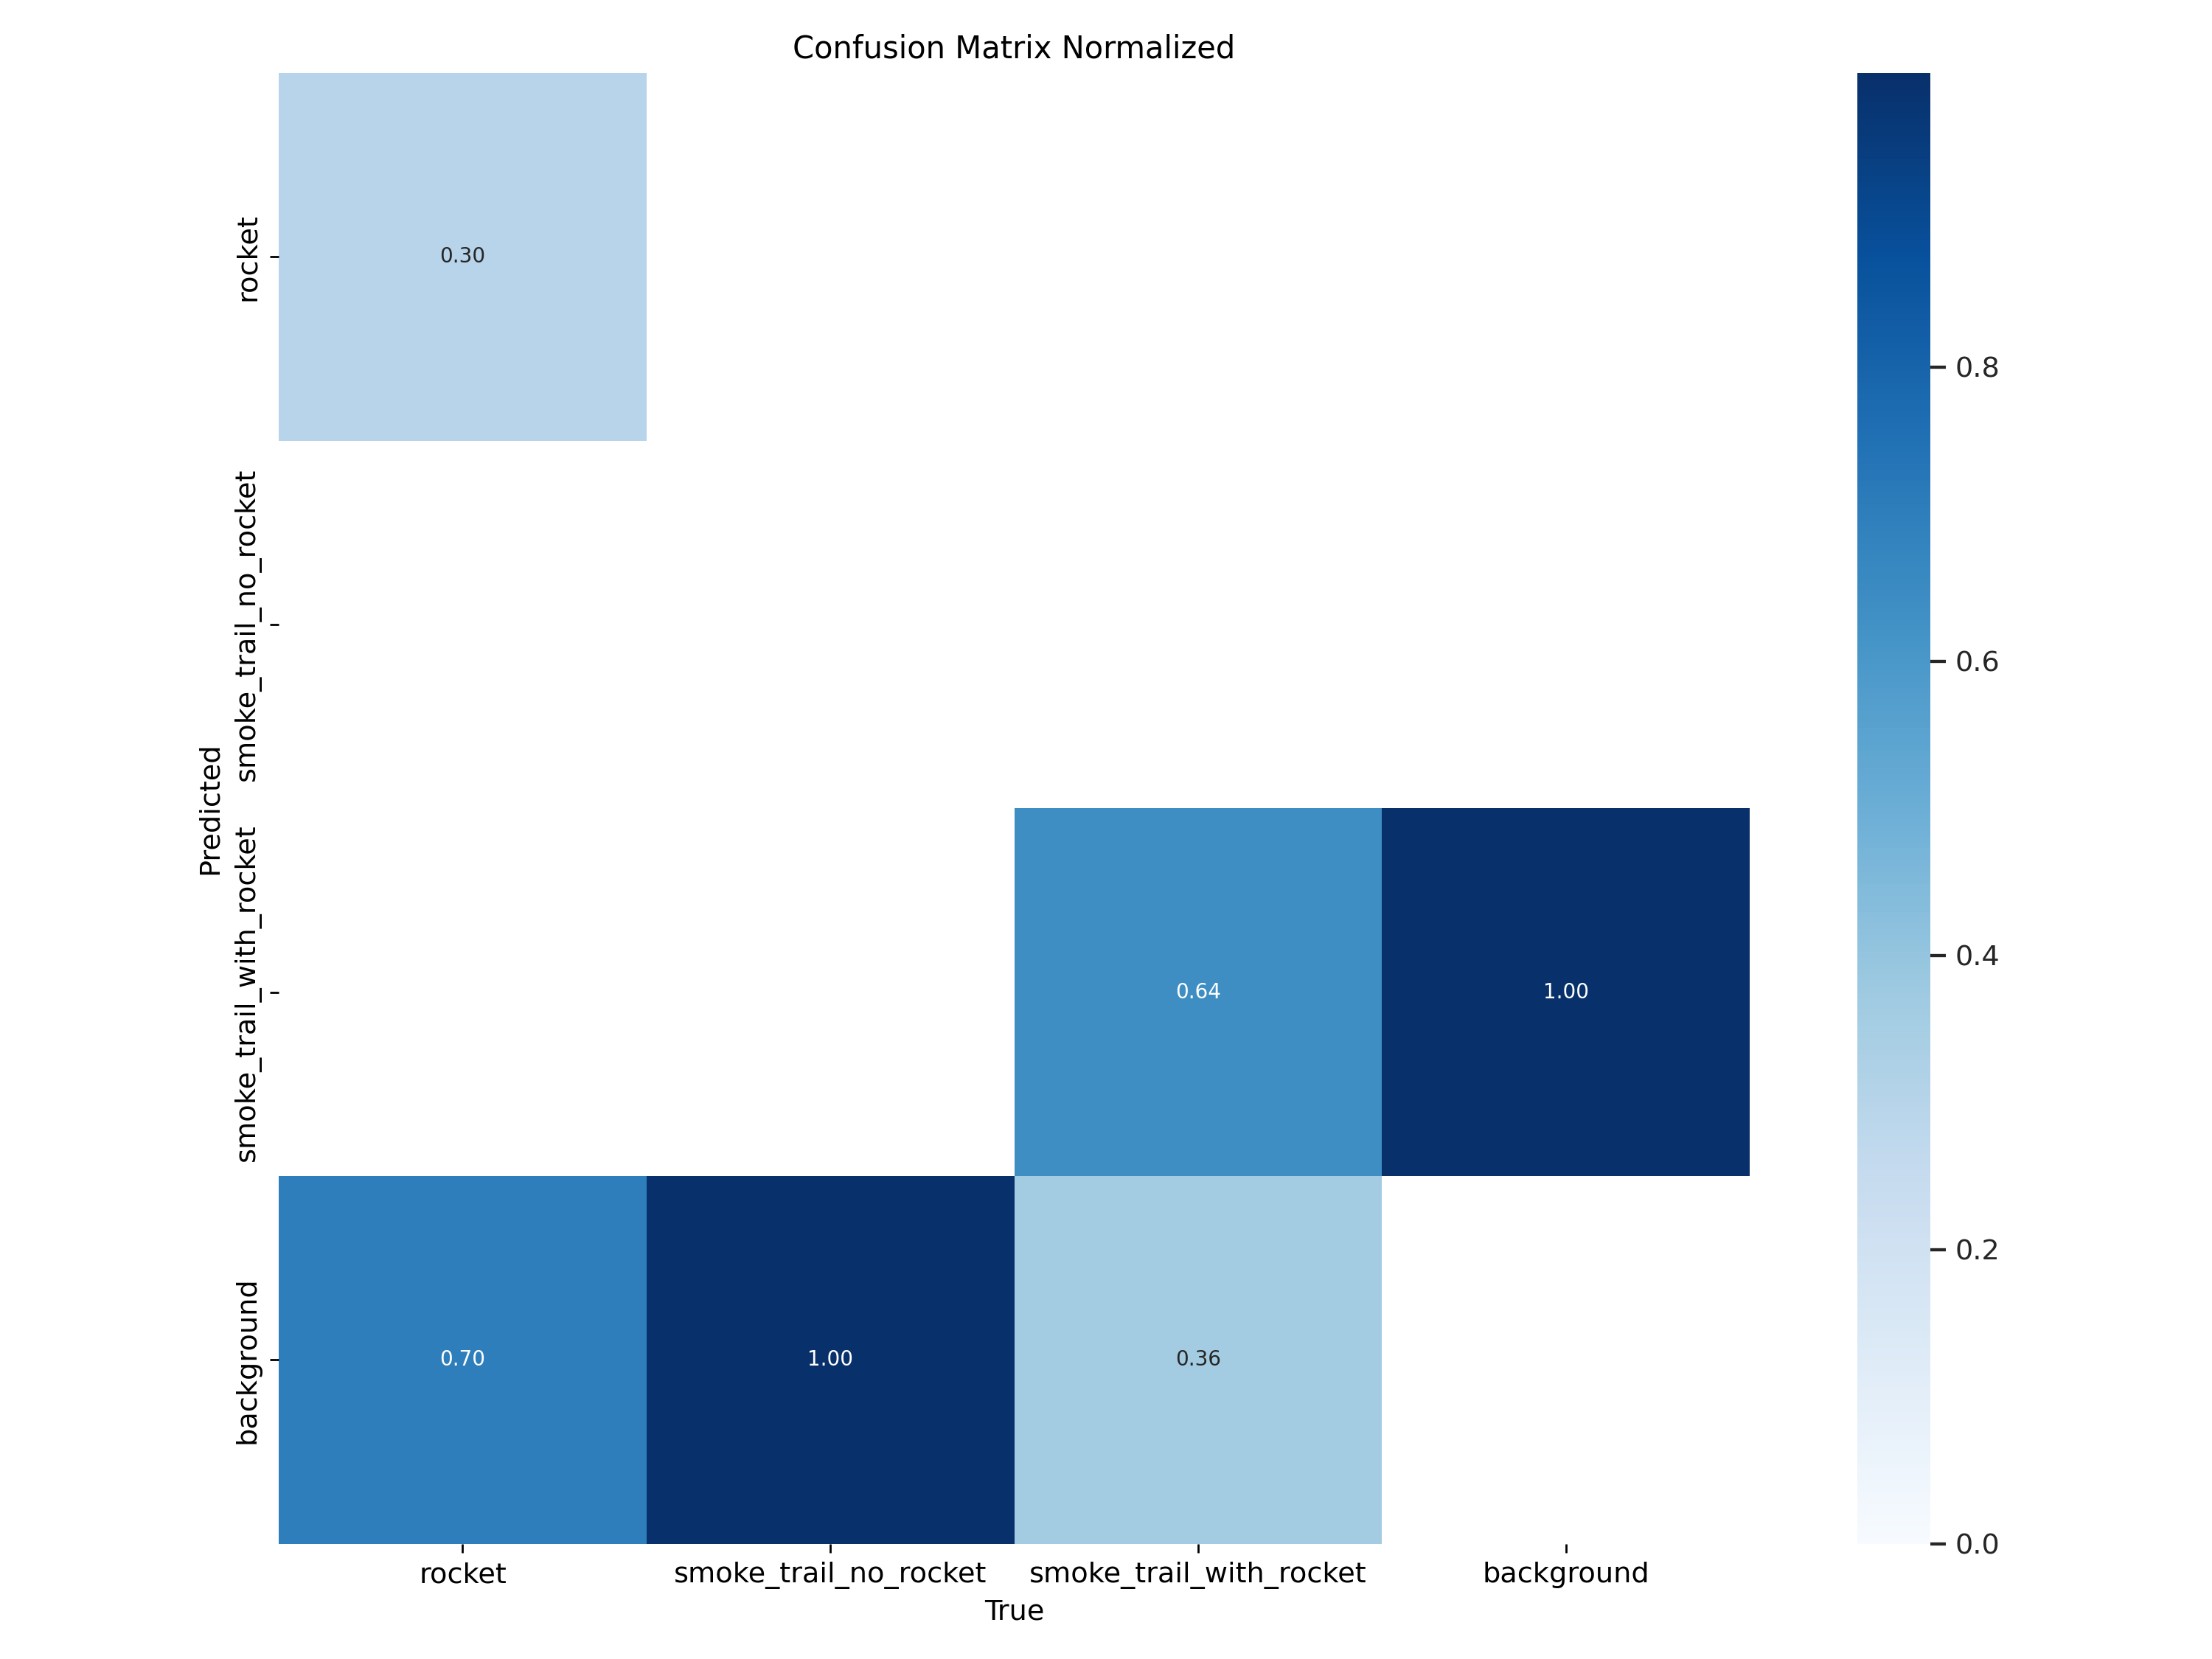 Confusion Matrix Normalized
Predicted
rocket
smoke_trail_no_rocket
smoke_trail_with_rocket
background
0.30
0.64
1.00
0.70
1.00
0.36
rocket
smoke_trail_no_rocket
smoke_trail_with_rocket
background
True
0.8
0.6
0.4
0.2
0.0